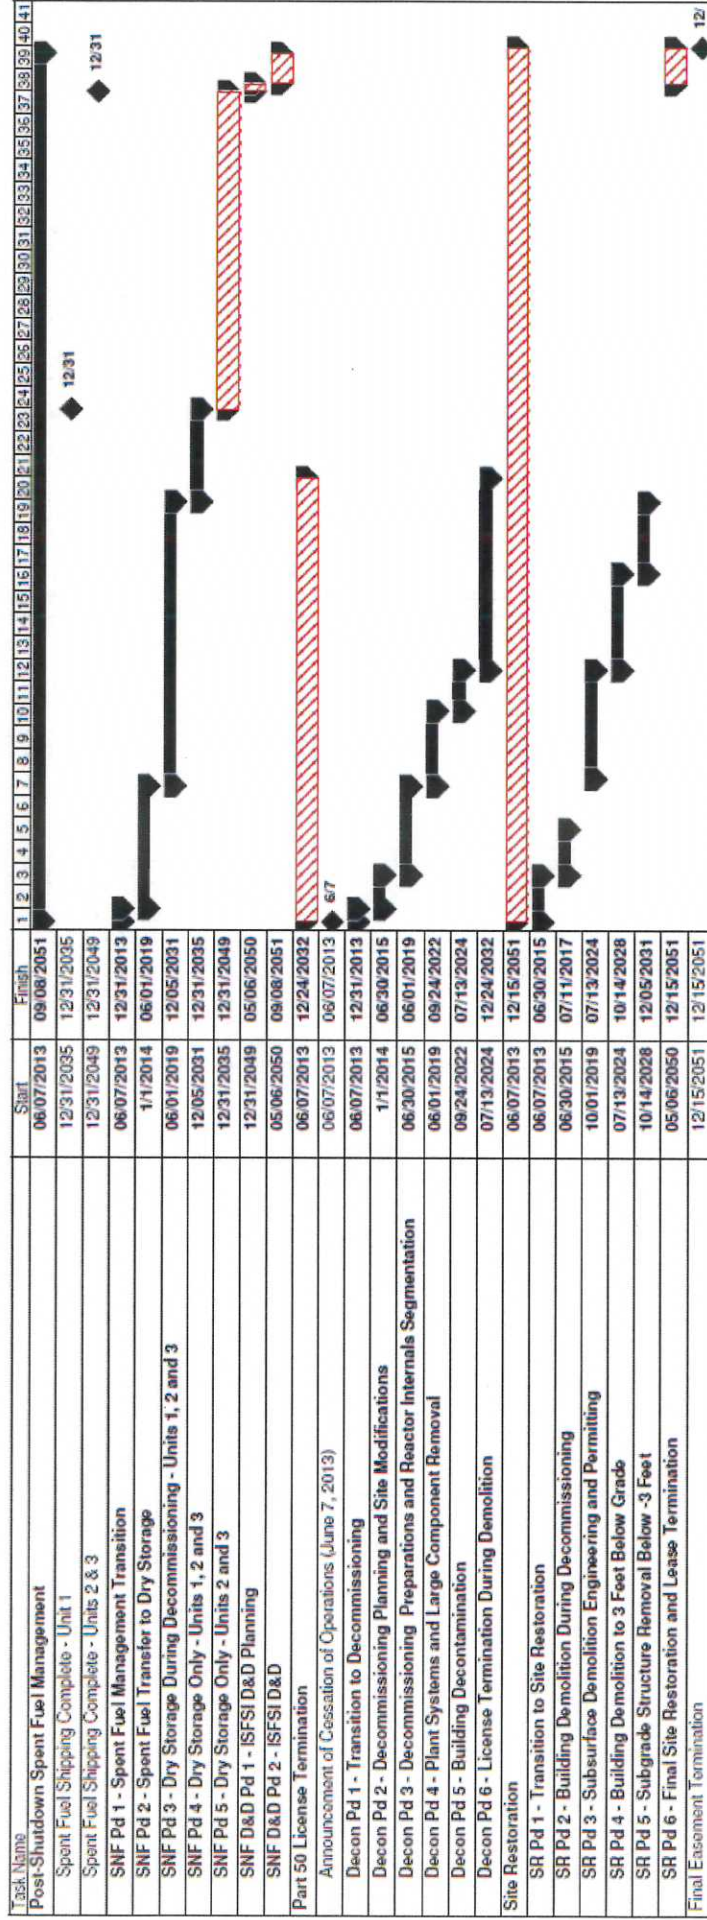 Task Name Start Finish 1 2 3 4 5 6 7 8 9 10 11 12 13 14 15 16 17 18 19 20 21 22 23 24 25 26 27 28 29 30 31 32 33 34 35 36 37 38 39 40 41
Post-Shutdown Spent Fuel Management 06/07/2013 09/08/2051
Spent Fuel Shipping Complete - Unit 1 12/31/2035 12/31/2035 12/31
Spent Fuel Shipping Complete - Units 2 & 3 12/31/2049 12/31/2049 12/31
SNF Pd 1 - Spent Fuel Management Transition 06/07/2013 12/31/2013
SNF Pd 2 - Spent Fuel Transfer to Dry Storage 1/1/2014 06/01/2019
SNF Pd 3 - Dry Storage During Decommissioning - Units 1, 2 and 3 06/01/2019 12/05/2031
SNF Pd 4 - Dry Storage Only - Units 1, 2 and 3 12/05/2031 12/31/2035
SNF Pd 5 - Dry Storage Only - Units 2 and 3 12/31/2035 12/31/2049
SNF D&D Pd 1 - ISFSI D&D Planning 12/31/2049 05/06/2050
SNF D&D Pd 2 - ISFSI D&D 05/06/2050 09/08/2051
Part 50 License Termination 06/07/2013 12/24/2032
Announcement of Cessation of Operations (June 7, 2013) 06/07/2013 06/07/2013 6/7
Decon Pd 1 - Transition to Decommissioning 06/07/2013 12/31/2013
Decon Pd 2 - Decommissioning Planning and Site Modifications 1/1/2014 06/30/2015
Decon Pd 3 - Decommissioning Preparations and Reactor Internals Segmentation 06/30/2015 06/01/2019
Decon Pd 4 - Plant Systems and Large Component Removal 06/01/2019 09/24/2022
Decon Pd 5 - Building Decontamination 09/24/2022 07/13/2024
Decon Pd 6 - License Termination During Demolition 07/13/2024 12/24/2032
Site Restoration 06/07/2013 12/15/2051
SR Pd 1 - Transition to Site Restoration 06/07/2013 06/30/2015
SR Pd 2 - Building Demolition During Decommissioning 06/30/2015 07/11/2017
SR Pd 3 - Subsurface Demolition Engineering and Permitting 10/01/2019 07/13/2024
SR Pd 4 - Building Demolition to 3 Feet Below Grade 07/13/2024 10/14/2028
SR Pd 5 - Subgrade Structure Removal Below -3 Feet 10/14/2028 12/05/2031
SR Pd 6 - Final Site Restoration and Lease Termination 05/06/2050 12/15/2051
Final Easement Termination 12/15/2051 12/15/2051 12/